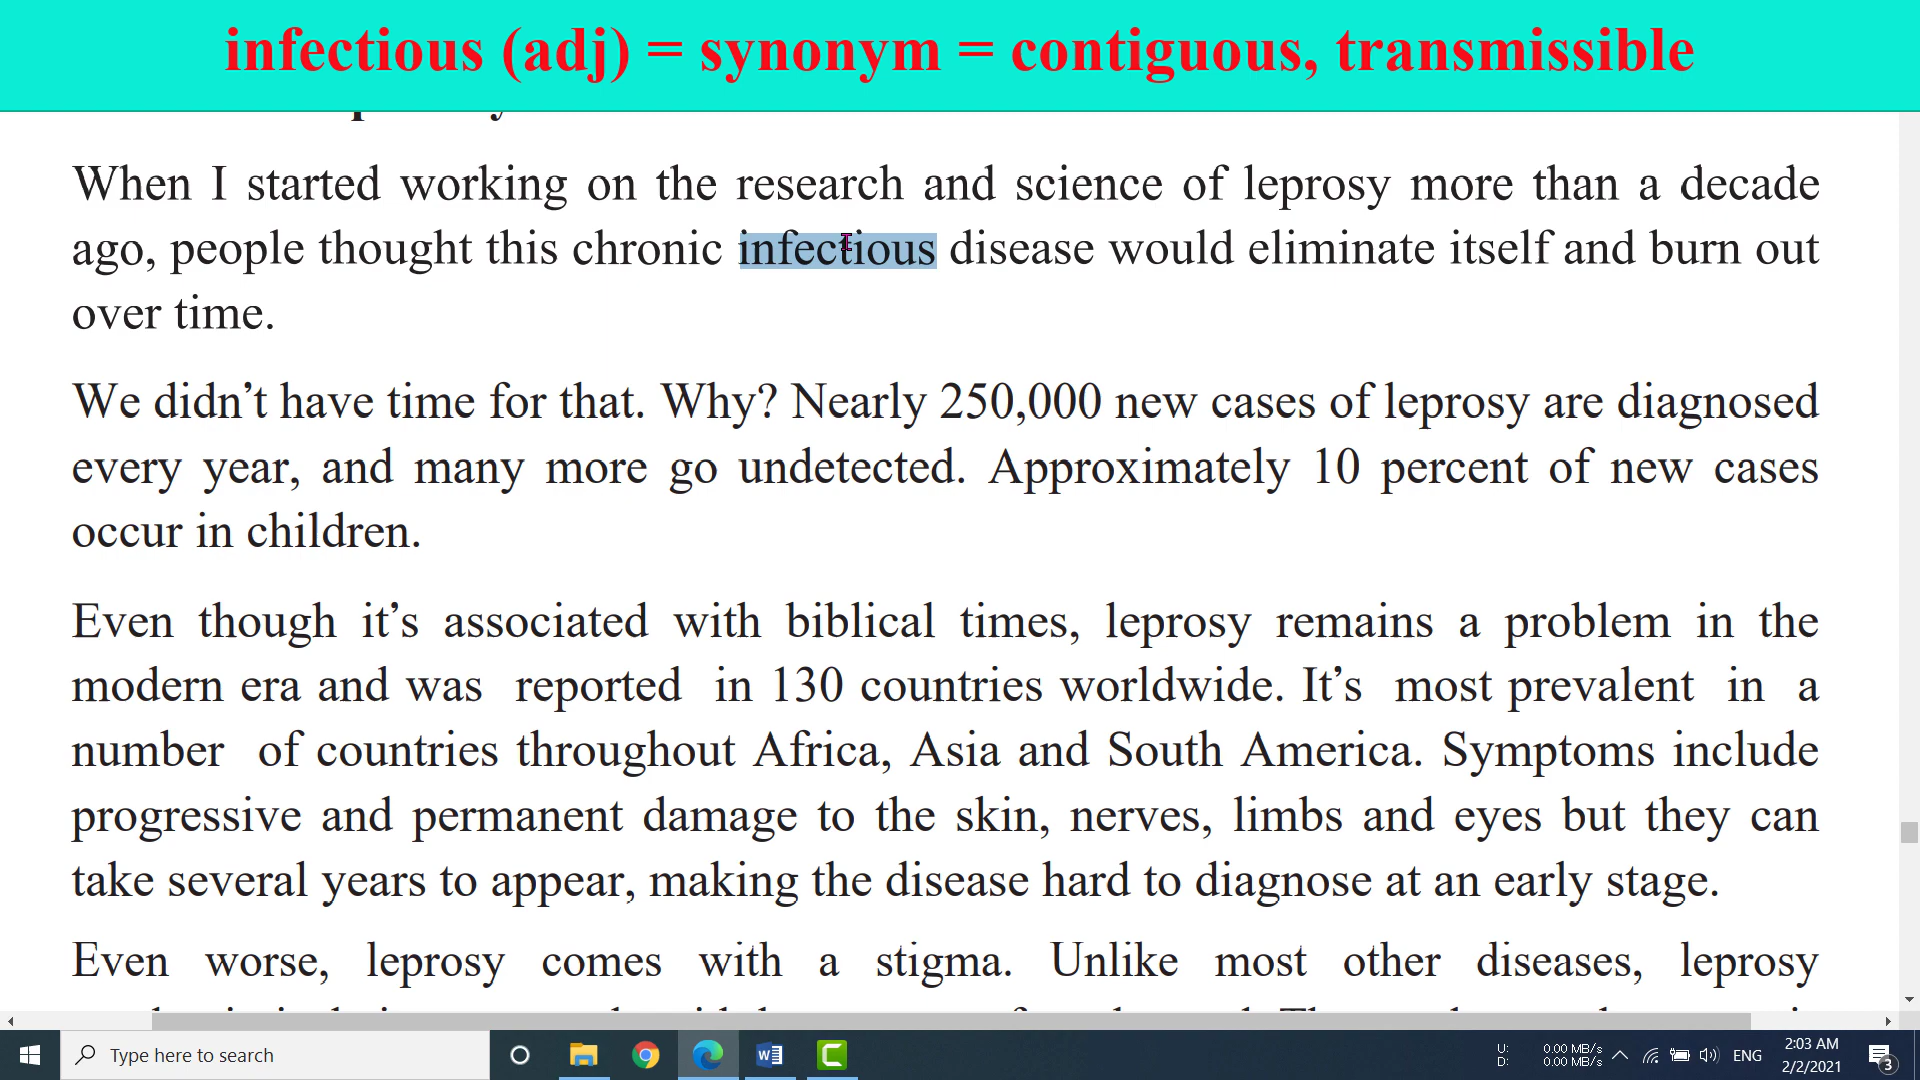 infectious (adj) = synonym = contiguous, transmissible
When I started working on the research and science of leprosy more than a decade
ago, people thought this chronic infectious disease would eliminate itself and burn out
over time.
We didn’t have time for that. Why? Nearly 250,000 new cases of leprosy are diagnosed
every year, and many more go undetected. Approximately 10 percent of new cases
occur in children.
Even though it’s associated with biblical times, leprosy remains a problem in the
modern era and was reported in 130 countries worldwide. It’s most prevalent in a
number of countries throughout Africa, Asia and South America. Symptoms include
progressive and permanent damage to the skin, nerves, limbs and eyes but they can
take several years to appear, making the disease hard to diagnose at an early stage.
Even worse, leprosy comes with a stigma. Unlike most other diseases, leprosy
Type here to search
U: 0.00 MB/s
D: 0.00 MB/s
ENG
2:03 AM
2/2/2021
3